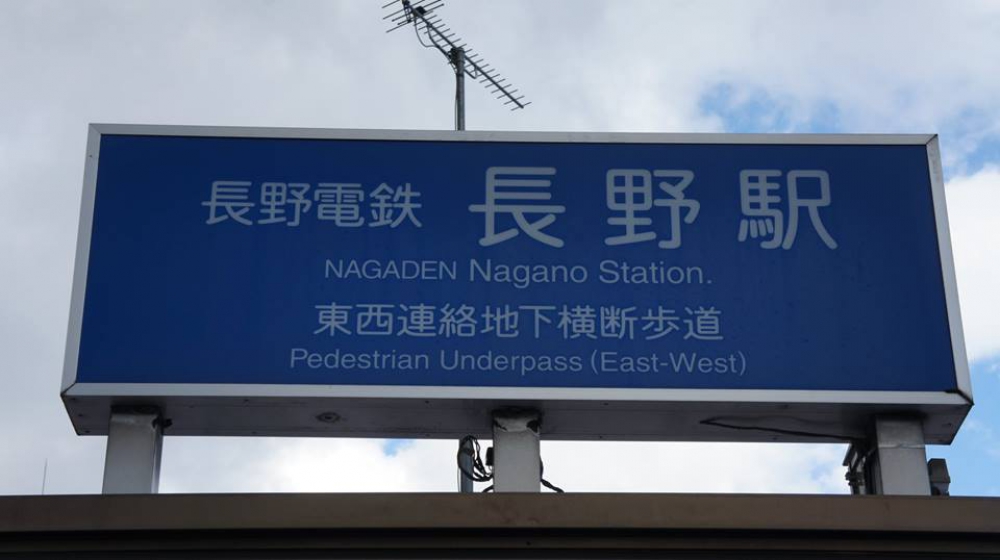 長野電鉄 長野駅
NAGADEN Nagano Station.
東西連絡地下横断歩道
Pedestrian Underpass (East-West)